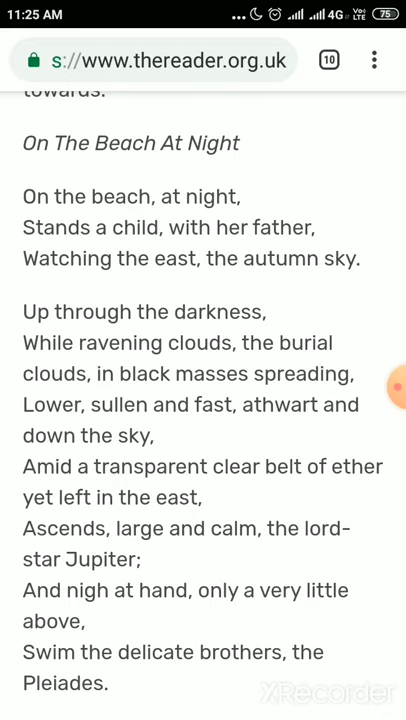 11:25 AM ... 4G VoLTE 75
s://www.thereader.org.uk 10
towards.
On The Beach At Night
On the beach, at night,
Stands a child, with her father,
Watching the east, the autumn sky.
Up through the darkness,
While ravening clouds, the burial
clouds, in black masses spreading,
Lower, sullen and fast, athwart and
down the sky,
Amid a transparent clear belt of ether
yet left in the east,
Ascends, large and calm, the lord-
star Jupiter;
And nigh at hand, only a very little
above,
Swim the delicate brothers, the
Pleiades.
XRecorder